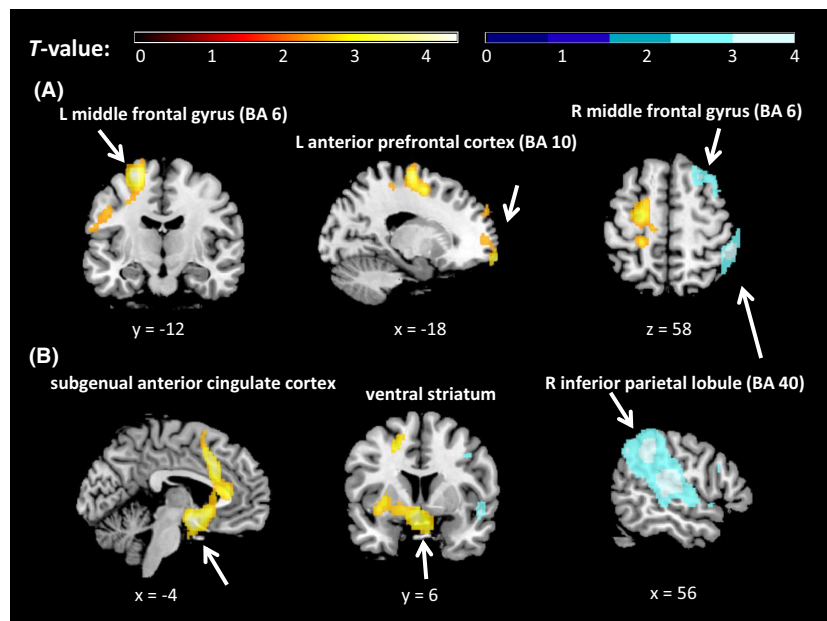 T-value:
0 1 2 3 4 0 1 2 3 4
(A)
L middle frontal gyrus (BA 6)
L anterior prefrontal cortex (BA 10)
R middle frontal gyrus (BA 6)
y = -12
x = -18
z = 58
(B)
subgenual anterior cingulate cortex
ventral striatum
R inferior parietal lobule (BA 40)
x = -4
y = 6
x = 56